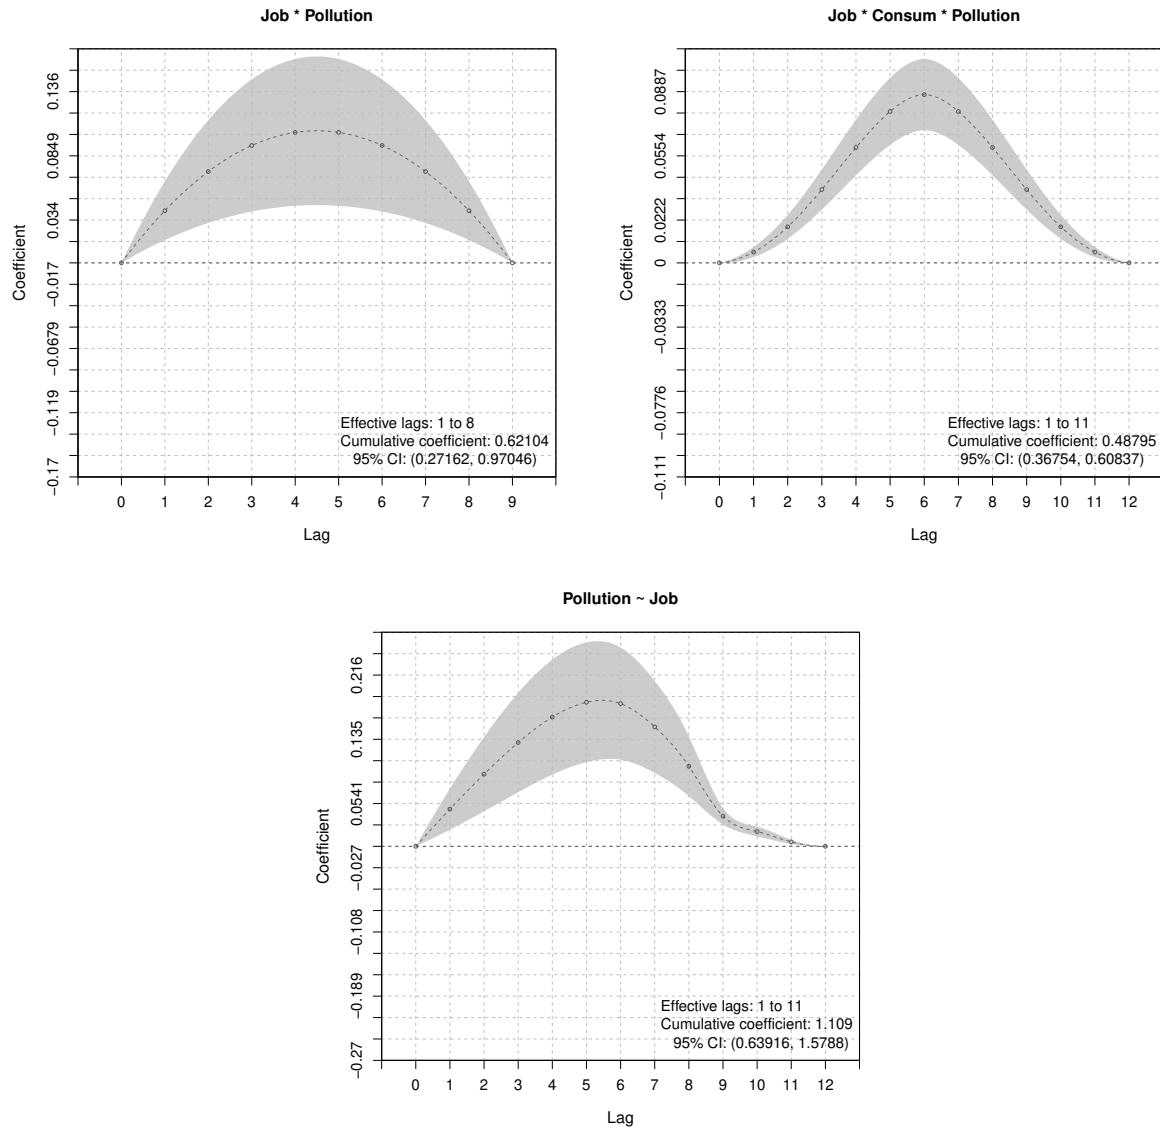 Job * Pollution
Coefficient
0.136
0.0849
0.034
−0.017
−0.0679
−0.119
−0.17
Effective lags: 1 to 8
Cumulative coefficient: 0.62104
95% CI: (0.27162, 0.97046)
0 1 2 3 4 5 6 7 8 9
Lag
Job * Consum * Pollution
Coefficient
0.0887
0.0554
0.0222
0
−0.0333
−0.0776
−0.111
Effective lags: 1 to 11
Cumulative coefficient: 0.48795
95% CI: (0.36754, 0.60837)
0 1 2 3 4 5 6 7 8 9 10 11 12
Lag
Pollution ~ Job
Coefficient
0.216
0.135
0.0541
−0.027
−0.108
−0.189
−0.27
Effective lags: 1 to 11
Cumulative coefficient: 1.109
95% CI: (0.63916, 1.5788)
0 1 2 3 4 5 6 7 8 9 10 11 12
Lag